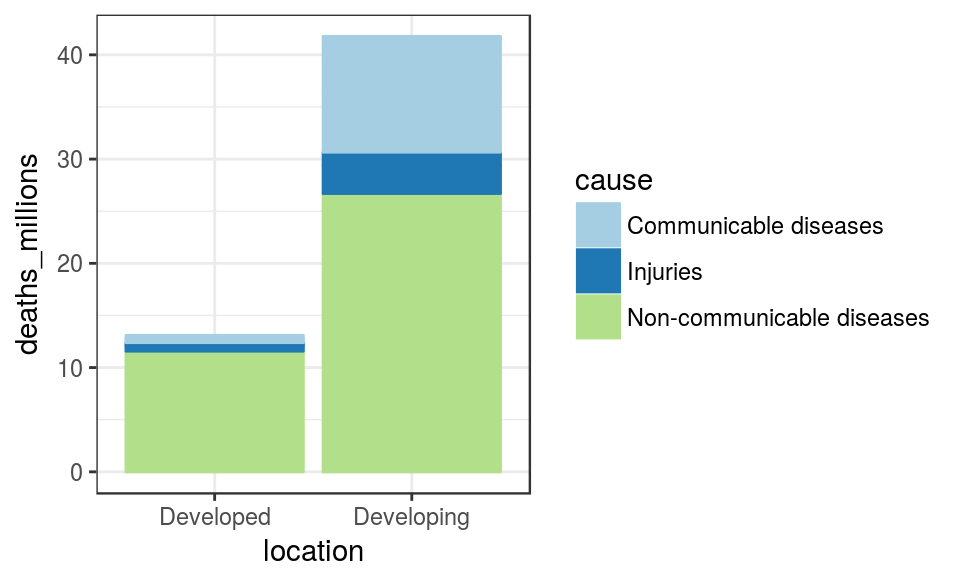 deaths_millions
40
30
20
10
0
Developed
Developing
location
cause
Communicable diseases
Injuries
Non-communicable diseases